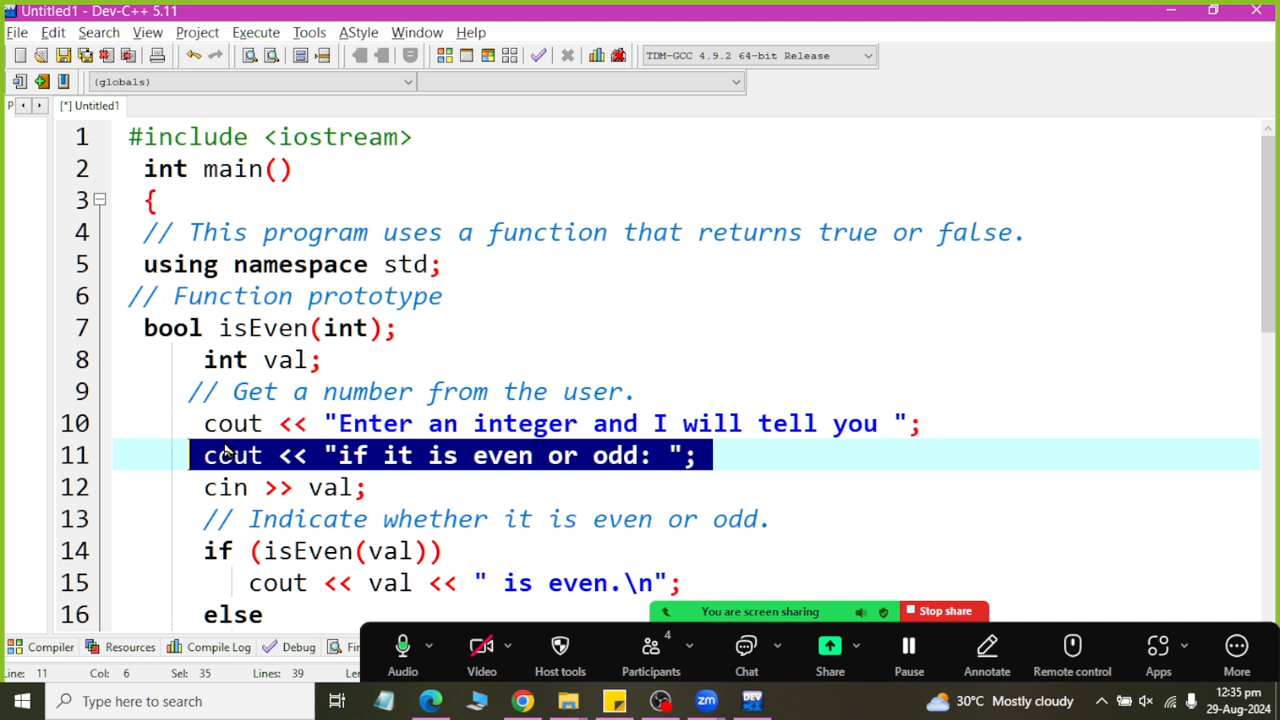 Untitled1 - Dev-C++ 5.11
File Edit Search View Project Execute Tools AStyle Window Help
TDM-GCC 4.9.2 64-bit Release
(globals)
P [*] Untitled1
1 #include <iostream>
2 int main()
3 {
4 // This program uses a function that returns true or false.
5 using namespace std;
6 // Function prototype
7 bool isEven(int);
8 int val;
9 // Get a number from the user.
10 cout << "Enter an integer and I will tell you ";
11 cout << "if it is even or odd: ";
12 cin >> val;
13 // Indicate whether it is even or odd.
14 if (isEven(val))
15 cout << val << " is even.\n";
16 else
You are screen sharing Stop share
Compiler Resources Compile Log Debug Fi
4
Audio Video Host tools Participants Chat Share Pause Annotate Remote control Apps More
Line: 11 Col: 6 Sel: 35 Lines: 39 Ler
Type here to search
zm
DEV
30°C Mostly cloudy
12:35 pm
29-Aug-2024